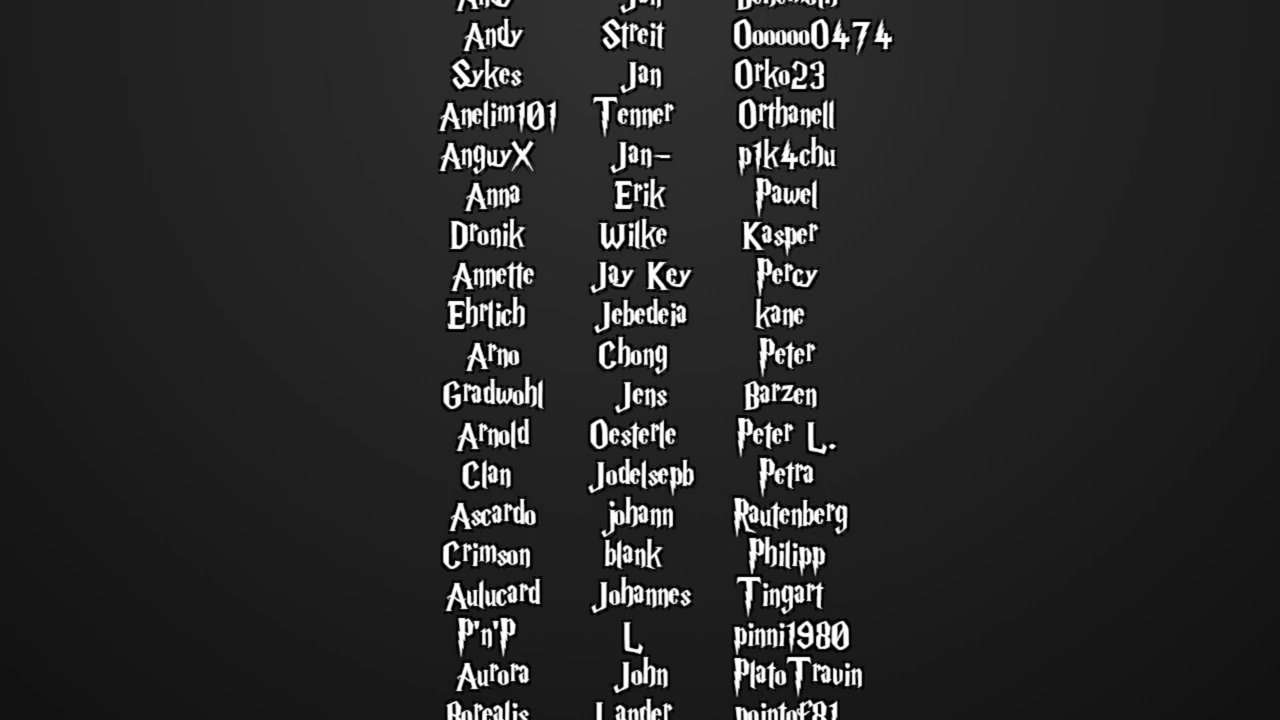 Andy Streit Oooooo0474
Sykes Jan Orko23
Anelim101 Tenner Orthanell
AnguyX Jan- p1k4chu
Anna Erik Pawel
Dronik Wilke Kasper
Annette Jay Key Percy
Ehrlich Jebedeia kane
Arno Chong Peter
Gradwohl Jens Barzen
Arnold Oesterle Peter L.
Clan Jodelsepb Petra
Ascardo johann Rautenberg
Crimson blank Philipp
Aulucard Johannes Tingart
P'n'P L pinni1980
Aurora John PlatoTravin
Borealis Lander